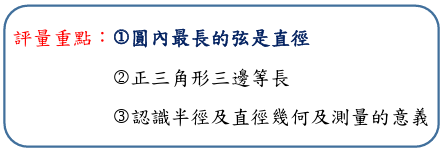 評量重點：①圓內最長的弦是直徑
②正三角形三邊等長
③認識半徑及直徑幾何及測量的意義